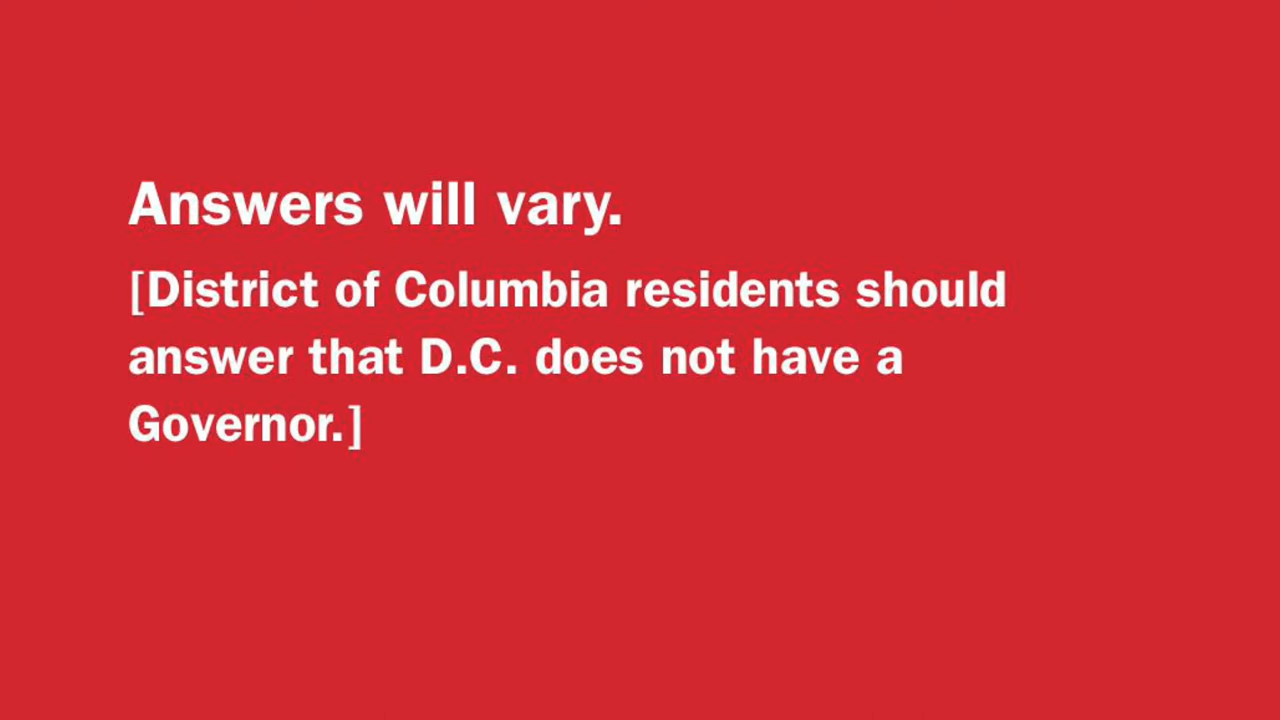 Answers will vary.
[District of Columbia residents should
answer that D.C. does not have a
Governor.]